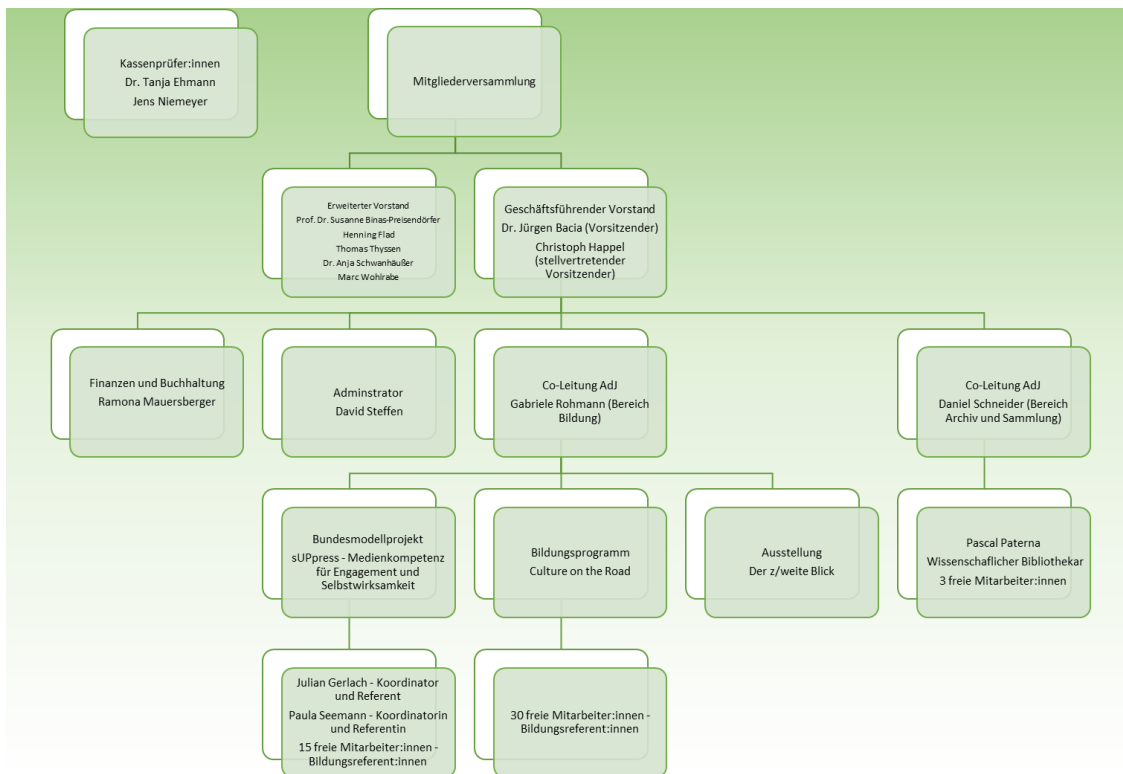 Kassenprüfer:innen
Dr. Tanja Ehmann
Jens Niemeyer
Mitgliederversammlung
Erweiterter Vorstand
Prof. Dr. Susanne Binas-Preisendörfer
Henning Flad
Thomas Thyssen
Dr. Anja Schwanhäußer
Marc Wohlrabe
Geschäftsführender Vorstand
Dr. Jürgen Bacia (Vorsitzender)
Christoph Happel
(stellvertretender
Vorsitzender)
Finanzen und Buchhaltung
Ramona Mauersberger
Adminstrator
David Steffen
Co-Leitung AdJ
Gabriele Rohmann (Bereich
Bildung)
Co-Leitung AdJ
Daniel Schneider (Bereich
Archiv und Sammlung)
Bundesmodellprojekt
sUPpress - Medienkompetenz
für Engagement und
Selbstwirksamkeit
Bildungsprogramm
Culture on the Road
Ausstellung
Der z/weite Blick
Pascal Paterna
Wissenschaflicher Bibliothekar
3 freie Mitarbeiter:innen
Julian Gerlach - Koordinator
und Referent
Paula Seemann - Koordinatorin
und Referentin
15 freie Mitarbeiter:innen -
Bildungsreferent:innen
30 freie Mitarbeiter:innen -
Bildungsreferent:innen